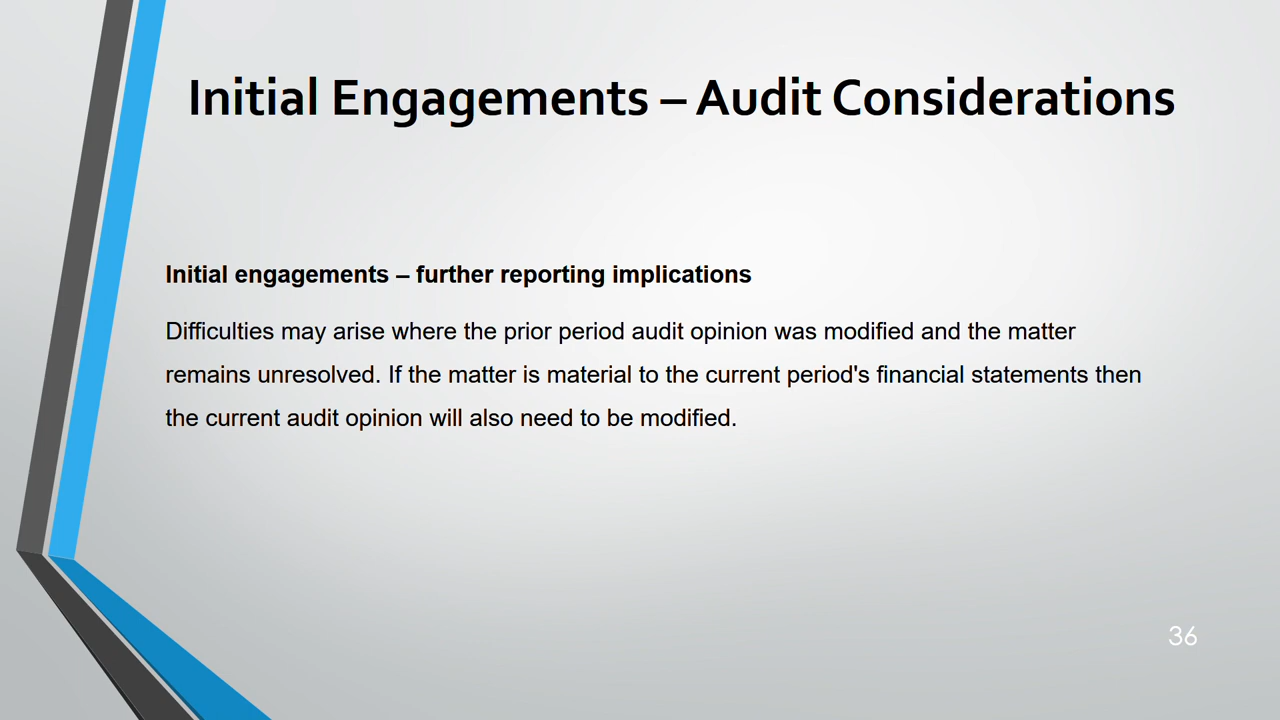 Initial Engagements – Audit Considerations
Initial engagements – further reporting implications
Difficulties may arise where the prior period audit opinion was modified and the matter
remains unresolved. If the matter is material to the current period's financial statements then
the current audit opinion will also need to be modified.
36